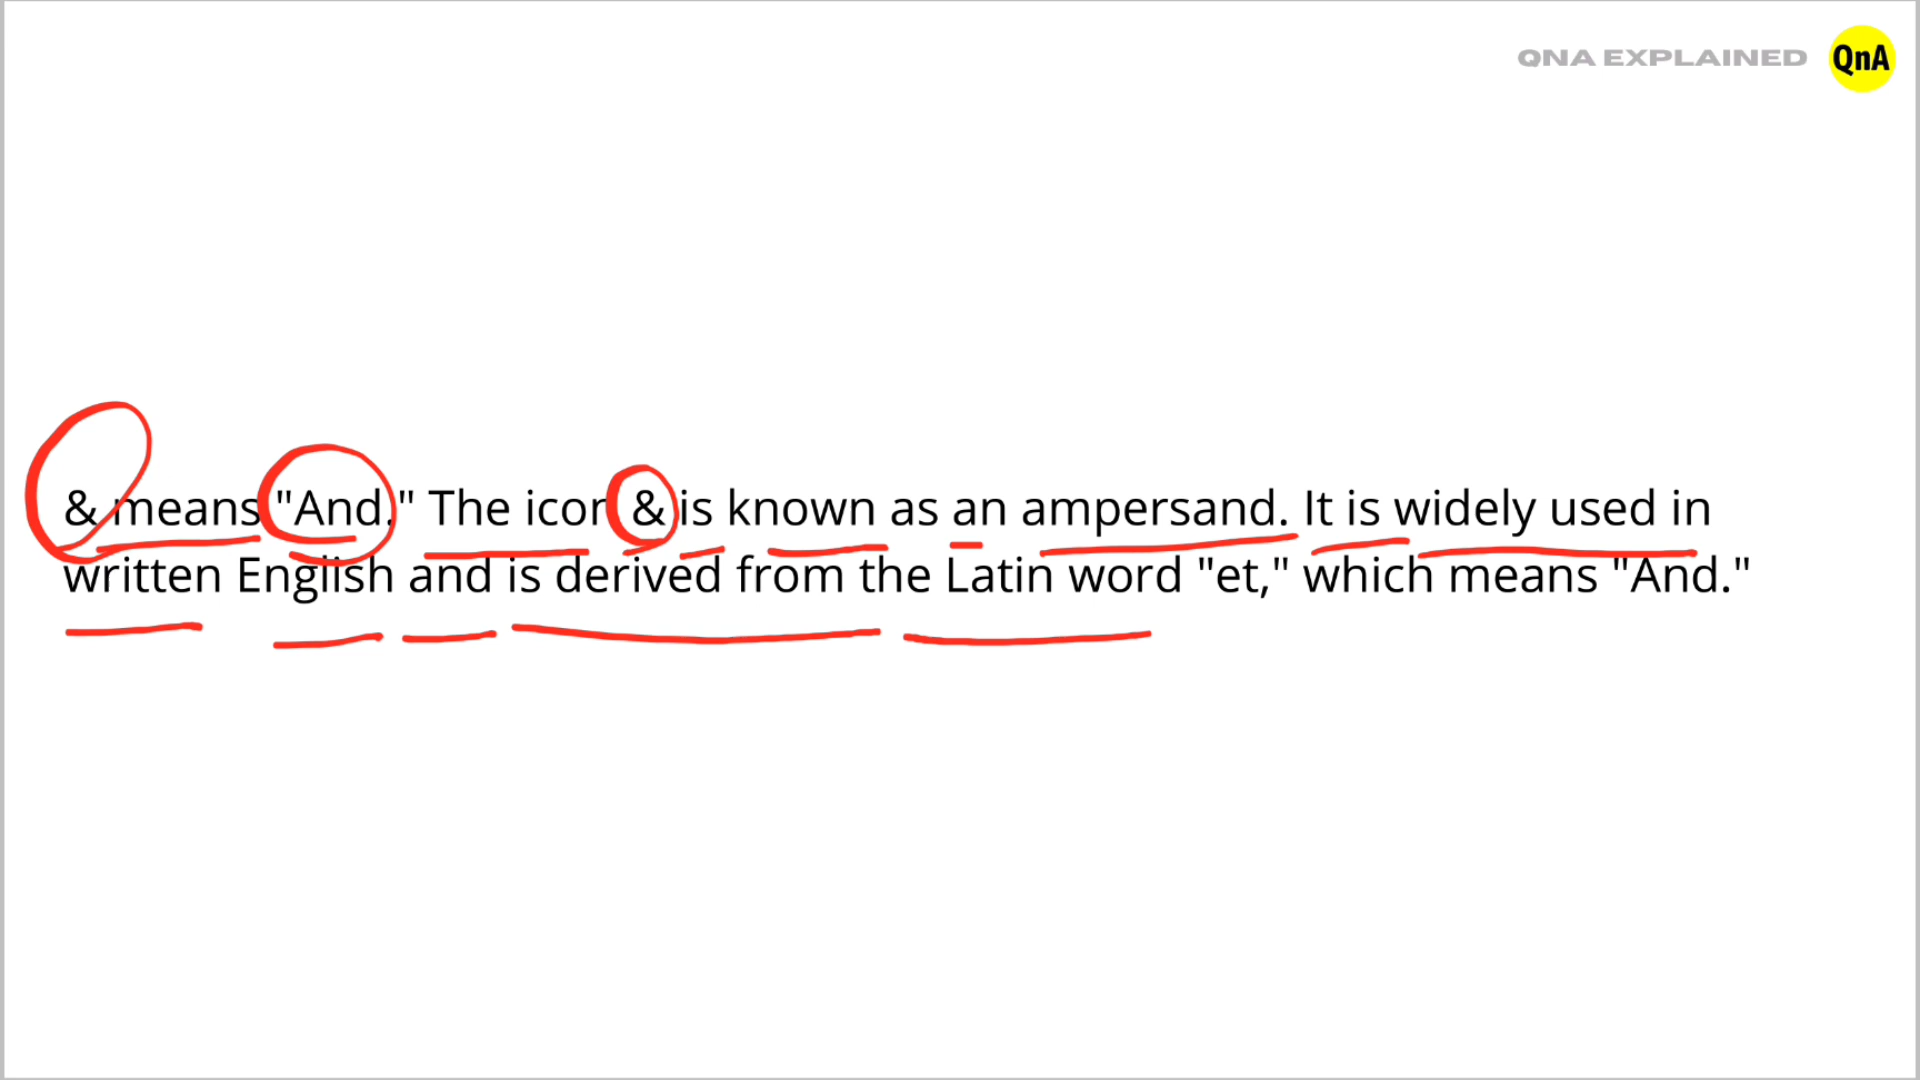 QNA EXPLAINED QnA
& means "And." The icon & is known as an ampersand. It is widely used in
written English and is derived from the Latin word "et," which means "And."